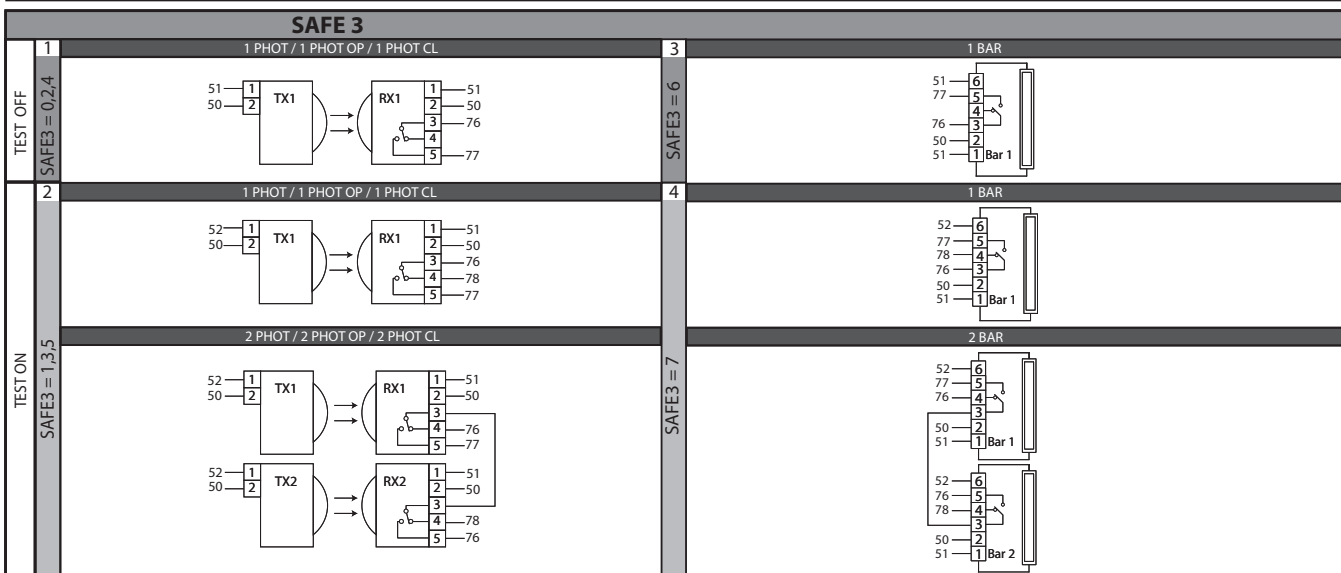 SAFE 3
TEST OFF
1
SAFE3 = 0,2,4
1 PHOT / 1 PHOT OP / 1 PHOT CL
51 1 TX1 RX1 1 51
50 2 2 50
3 76
4
5 77
3
SAFE3 = 6
1 BAR
51 6
77 5
4
76 3
50 2
51 1 Bar 1
TEST ON
2
SAFE3 = 1,3,5
1 PHOT / 1 PHOT OP / 1 PHOT CL
52 1 TX1 RX1 1 51
50 2 2 50
3 76
4 78
5 77
2 PHOT / 2 PHOT OP / 2 PHOT CL
52 1 TX1 RX1 1 51
50 2 2 50
3
4 76
5 77
52 1 TX2 RX2 1 51
50 2 2 50
3
4 78
5 76
4
SAFE3 = 7
1 BAR
52 6
77 5
78 4
76 3
50 2
51 1 Bar 1
2 BAR
52 6
77 5
76 4
3
50 2
51 1 Bar 1
52 6
76 5
78 4
3
50 2
51 1 Bar 2